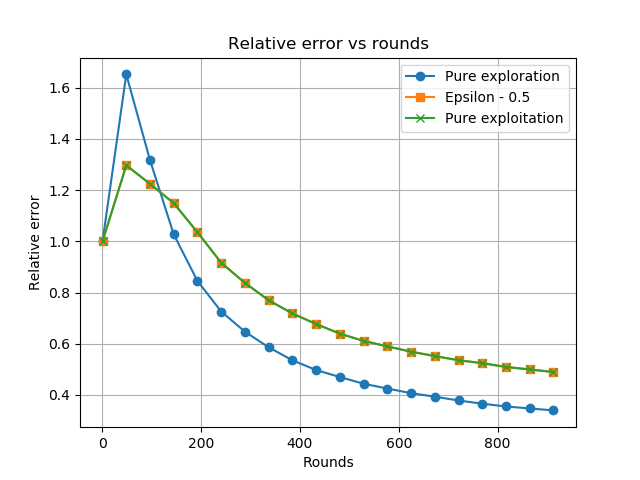 Relative error vs rounds
Pure exploration
Epsilon - 0.5
Pure exploitation
Relative error
1.6
1.4
1.2
1.0
0.8
0.6
0.4
0
200
400
600
800
Rounds